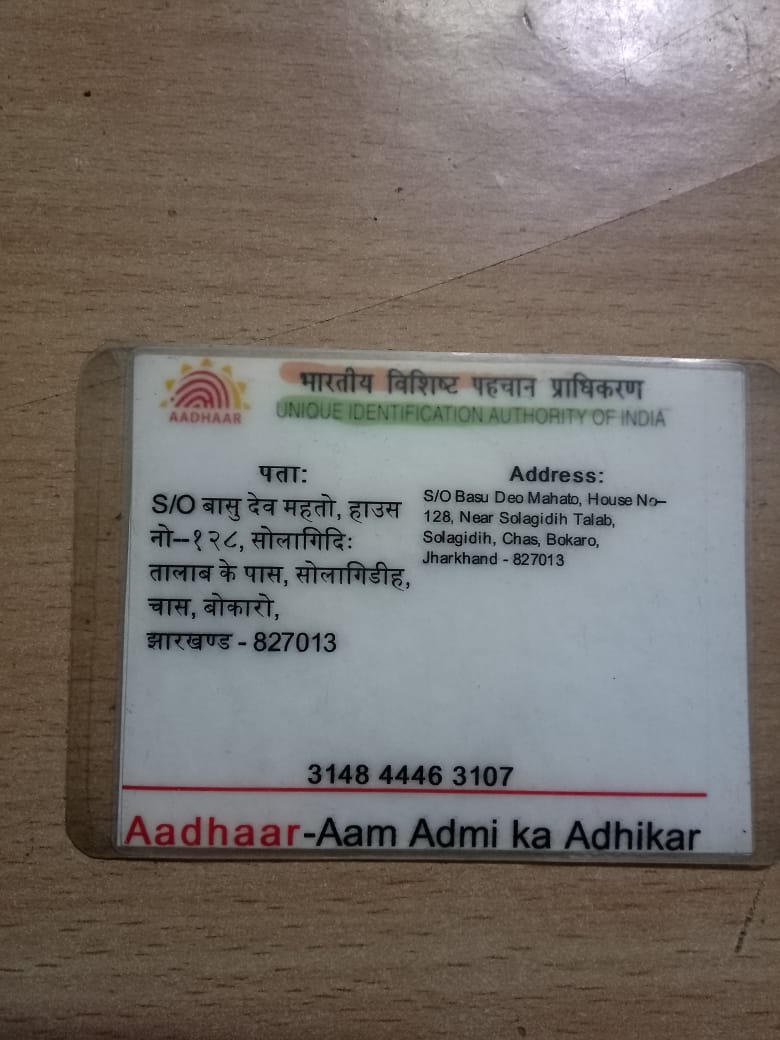 AADHAAR
भारतीय विशिष्ट पहचान प्राधिकरण
UNIQUE IDENTIFICATION AUTHORITY OF INDIA
पता:
S/O बासु देव महतो, हाउस
नो–१२८, सोलागिदिः
तालाब के पास, सोलागिडीह,
चास, बोकारो,
झारखण्ड - 827013
Address:
S/O Basu Deo Mahato, House No–
128, Near Solagidih Talab,
Solagidih, Chas, Bokaro,
Jharkhand - 827013
3148 4446 3107
Aadhaar-Aam Admi ka Adhikar